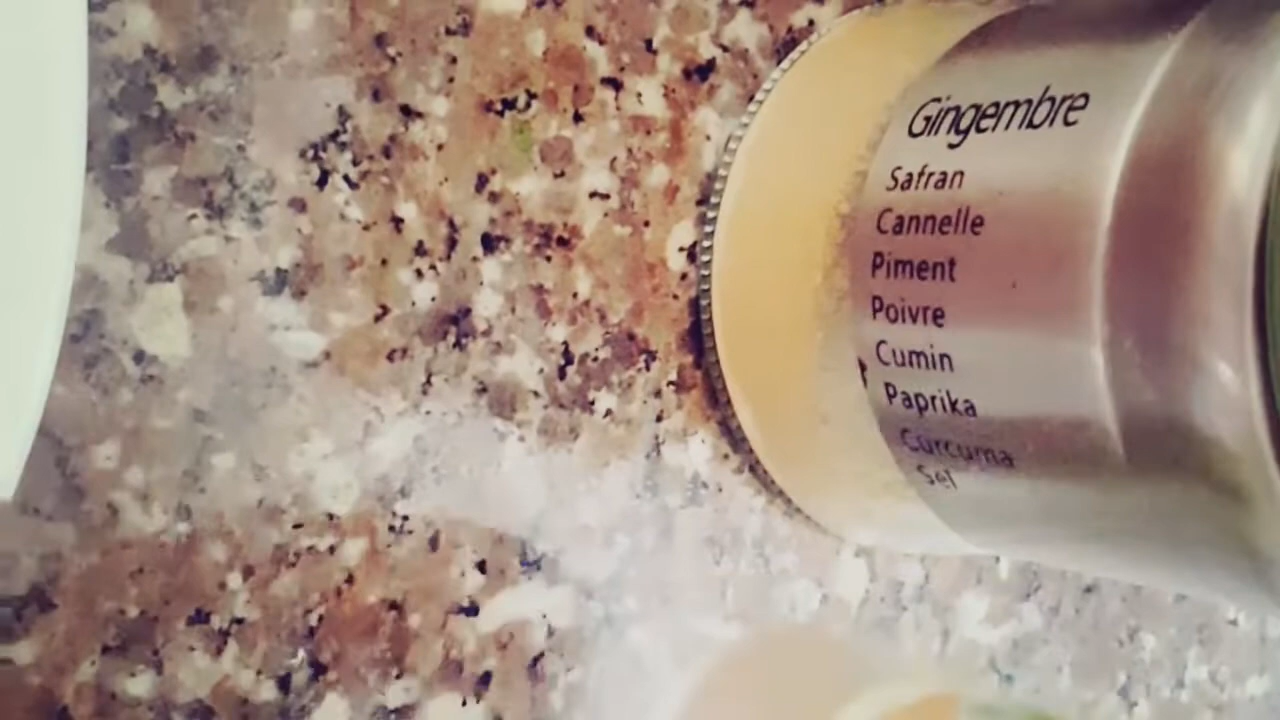 Gingembre
Safran
Cannelle
Piment
Poivre
Cumin
Paprika
Curcuma
Sel